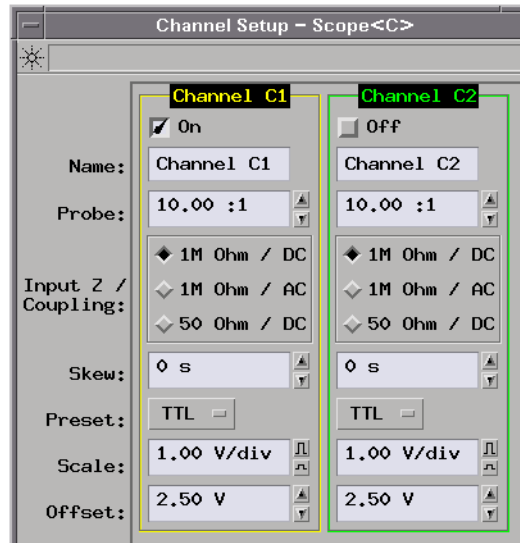 Channel Setup - Scope<C>
Channel C1 Channel C2
On Off
Name: Channel C1 Channel C2
Probe: 10.00 :1 10.00 :1
1M Ohm / DC 1M Ohm / DC
Input Z / Coupling: 1M Ohm / AC 1M Ohm / AC
50 Ohm / DC 50 Ohm / DC
Skew: 0 s 0 s
Preset: TTL TTL
Scale: 1.00 V/div 1.00 V/div
Offset: 2.50 V 2.50 V